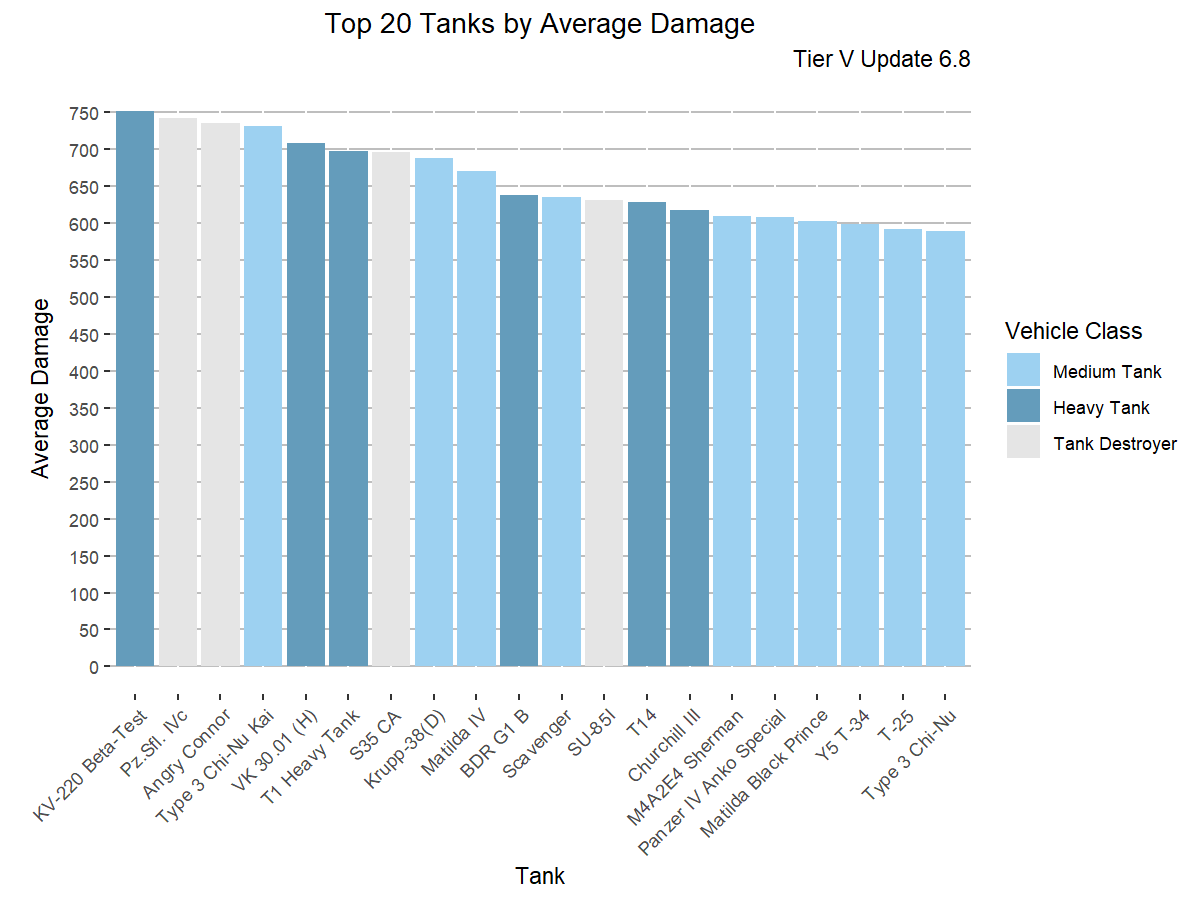 Top 20 Tanks by Average Damage
Tier V Update 6.8
Average Damage
750
700
650
600
550
500
450
400
350
300
250
200
150
100
50
0
KV-220 Beta-Test
Pz.Sfl. IVc
Angry Connor
Type 3 Chi-Nu Kai
VK 30.01 (H)
T1 Heavy Tank
S35 CA
Krupp-38(D)
Matilda IV
BDR G1 B
Scavenger
SU-85I
T14
Churchill III
M4A2E4 Sherman
Panzer IV Anko Special
Matilda Black Prince
Y5 T-34
T-25
Type 3 Chi-Nu
Tank
Vehicle Class
Medium Tank
Heavy Tank
Tank Destroyer